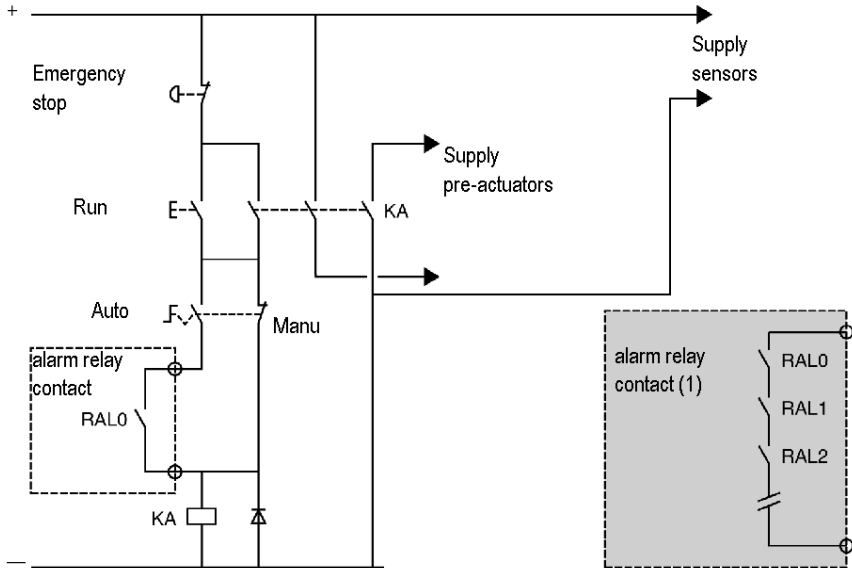 +
Supply
sensors
Emergency
stop
Supply
pre-actuators
Run
KA
Auto
Manu
alarm relay
contact
RAL0
KA
—
alarm relay
contact (1)
RAL0
RAL1
RAL2